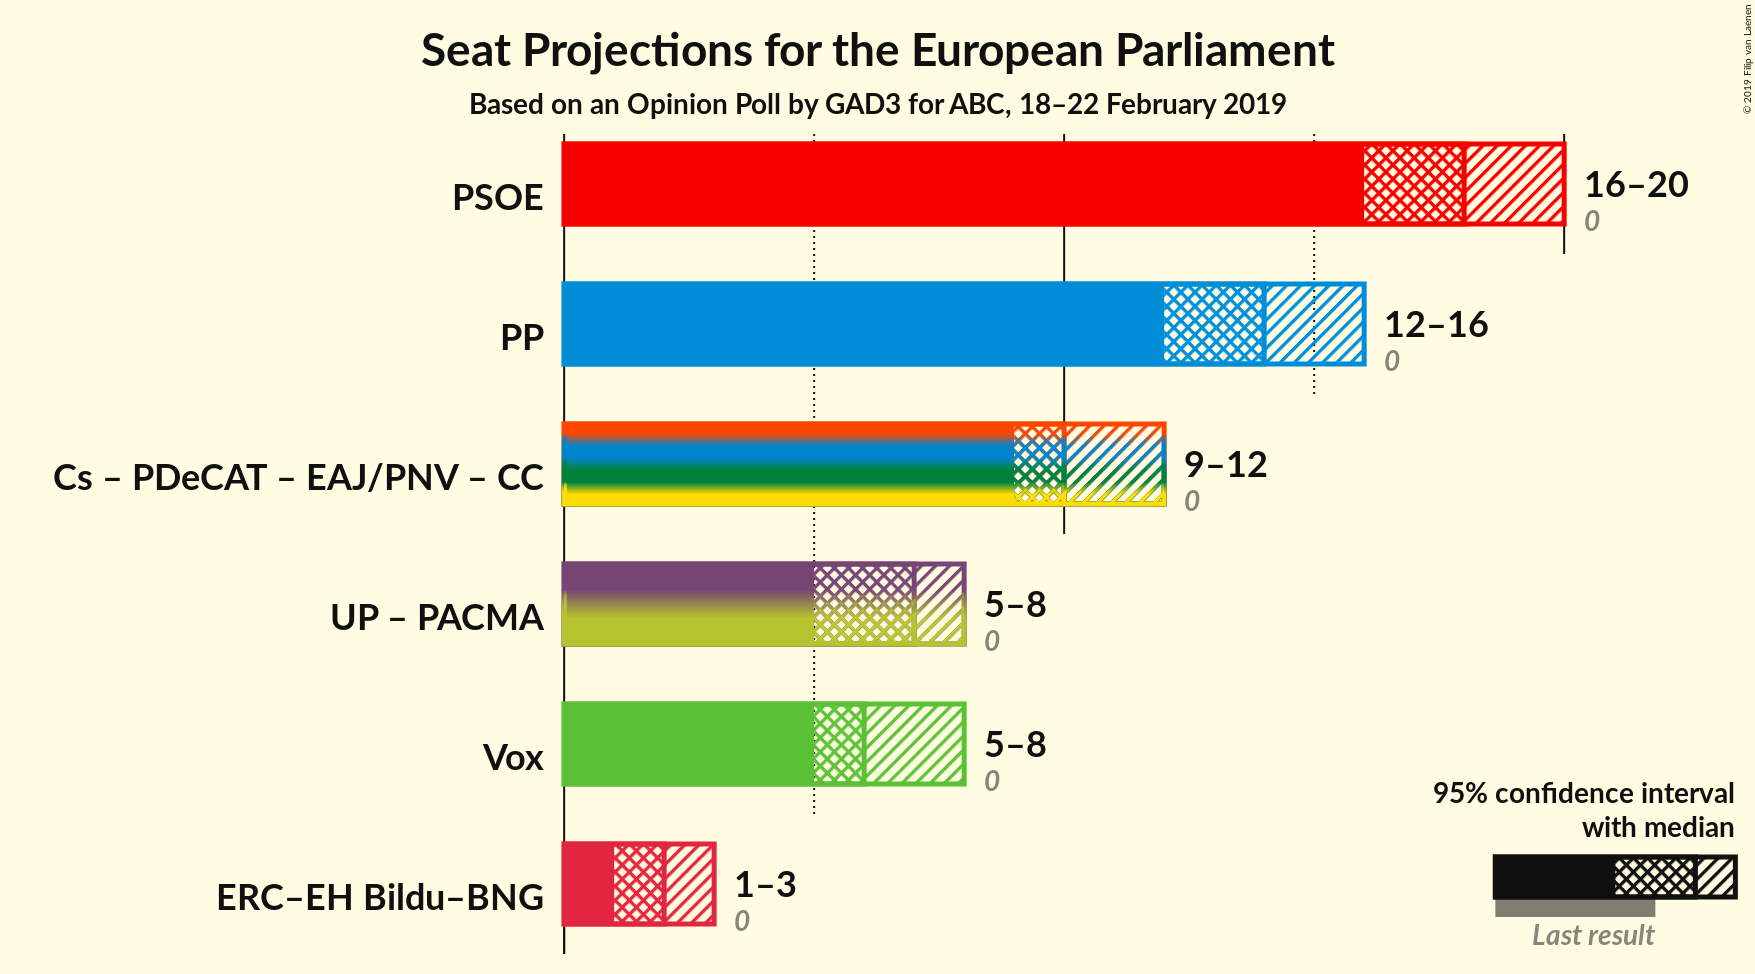 Seat Projections for the European Parliament
Based on an Opinion Poll by GAD3 for ABC, 18–22 February 2019
© 2019 Filip van Laenen
PSOE
16–20
0
PP
12–16
0
Cs – PDeCAT – EAJ/PNV – CC
9–12
0
UP – PACMA
5–8
0
Vox
5–8
0
ERC–EH Bildu–BNG
1–3
0
95% confidence interval
with median
Last result